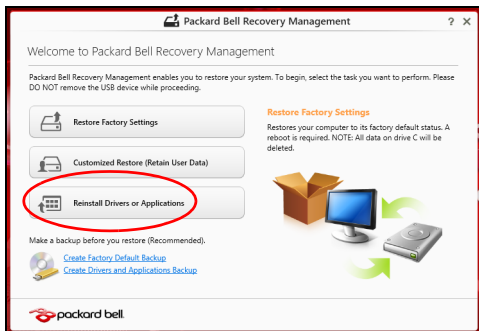 Packard Bell Recovery Management
? X
Welcome to Packard Bell Recovery Management
Packard Bell Recovery Management enables you to restore your system. To begin, select the task you want to perform. Please
DO NOT remove the USB device while proceeding.
Restore Factory Settings
Customized Restore (Retain User Data)
Reinstall Drivers or Applications
Restore Factory Settings
Restores your computer to its factory default status. A
reboot is required. NOTE: All data on drive C will be
deleted.
Make a backup before you restore (Recommended).
Create Factory Default Backup
Create Drivers and Applications Backup
packard bell